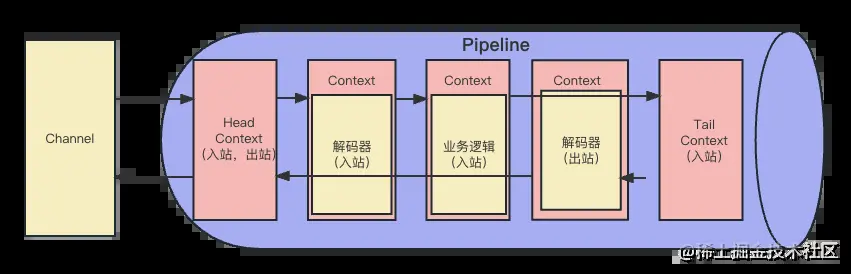 Pipeline
Channel
Head
Context
(入站，出站)
Context
解码器
(入站)
Context
业务逻辑
(入站)
Context
解码器
(出站)
Tail
Context
(入站)
@稀土掘金技术社区